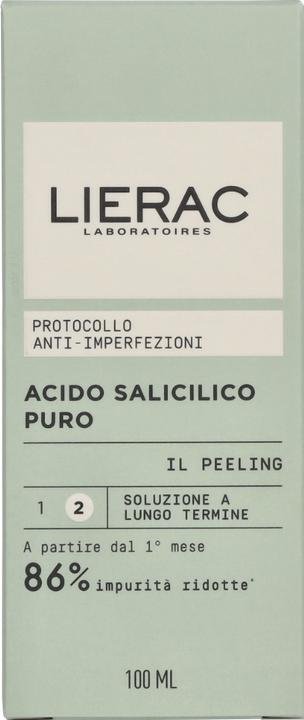 LIERAC
LABORATOIRES
PROTOCOLLO
ANTI-IMPERFEZIONI
ACIDO SALICILICO
PURO
IL PEELING
1 2 SOLUZIONE A
LUNGO TERMINE
A partire dal 1° mese
86% impurità ridotte*
100 ML